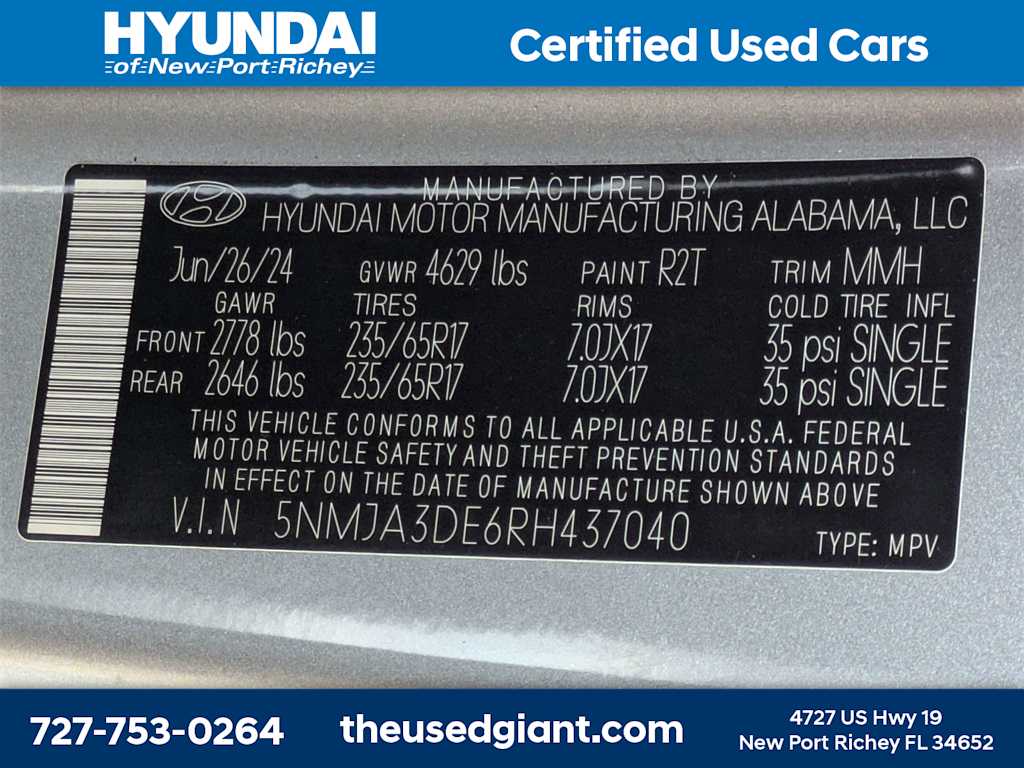 HYUNDAI
of New Port Richey
Certified Used Cars
MANUFACTURED BY
HYUNDAI MOTOR MANUFACTURING ALABAMA, LLC
Jun/26/24 GVWR 4629 lbs PAINT R2T TRIM MMH
GAWR TIRES RIMS COLD TIRE INFL
FRONT 2778 lbs 235/65R17 7.0JX17 35 psi SINGLE
REAR 2646 lbs 235/65R17 7.0JX17 35 psi SINGLE
THIS VEHICLE CONFORMS TO ALL APPLICABLE U.S.A. FEDERAL
MOTOR VEHICLE SAFETY AND THEFT PREVENTION STANDARDS
IN EFFECT ON THE DATE OF MANUFACTURE SHOWN ABOVE
V.I.N 5NMJA3DE6RH437040
TYPE: MPV
727-753-0264
theusedgiant.com
4727 US Hwy 19
New Port Richey FL 34652